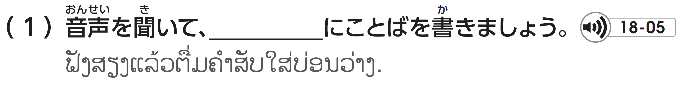 (1) 音声を聞いて、＿＿＿＿＿にことばを書きましょう。 18-05
ຟັງສຽງແລ້ວຕື່ມຄຳສັບໃສ່ບ່ອນວ່າງ.